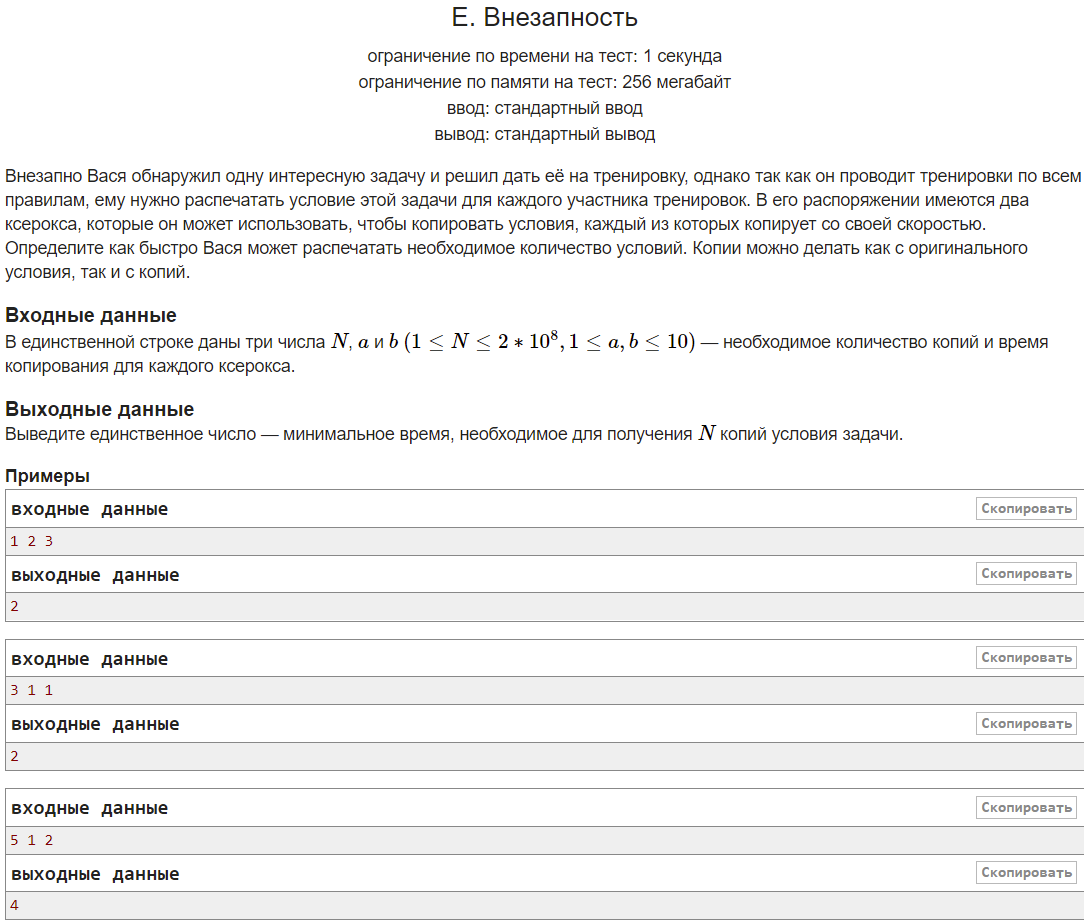 E. Внезапность
ограничение по времени на тест: 1 секунда
ограничение по памяти на тест: 256 мегабайт
ввод: стандартный ввод
вывод: стандартный вывод
Внезапно Вася обнаружил одну интересную задачу и решил дать её на тренировку, однако так как он проводит тренировки по всем
правилам, ему нужно распечатать условие этой задачи для каждого участника тренировок. В его распоряжении имеются два
ксерокса, которые он может использовать, чтобы копировать условия, каждый из которых копирует со своей скоростью.
Определите как быстро Вася может распечатать необходимое количество условий. Копии можно делать как с оригинального
условия, так и с копий.
Входные данные
В единственной строке даны три числа N, a и b (1 ≤ N ≤ 2 * 10⁸, 1 ≤ a, b ≤ 10) — необходимое количество копий и время
копирования для каждого ксерокса.
Выходные данные
Выведите единственное число — минимальное время, необходимое для получения N копий условия задачи.
Примеры
входные данные Скопировать
1 2 3
выходные данные Скопировать
2
входные данные Скопировать
3 1 1
выходные данные Скопировать
2
входные данные Скопировать
5 1 2
выходные данные Скопировать
4